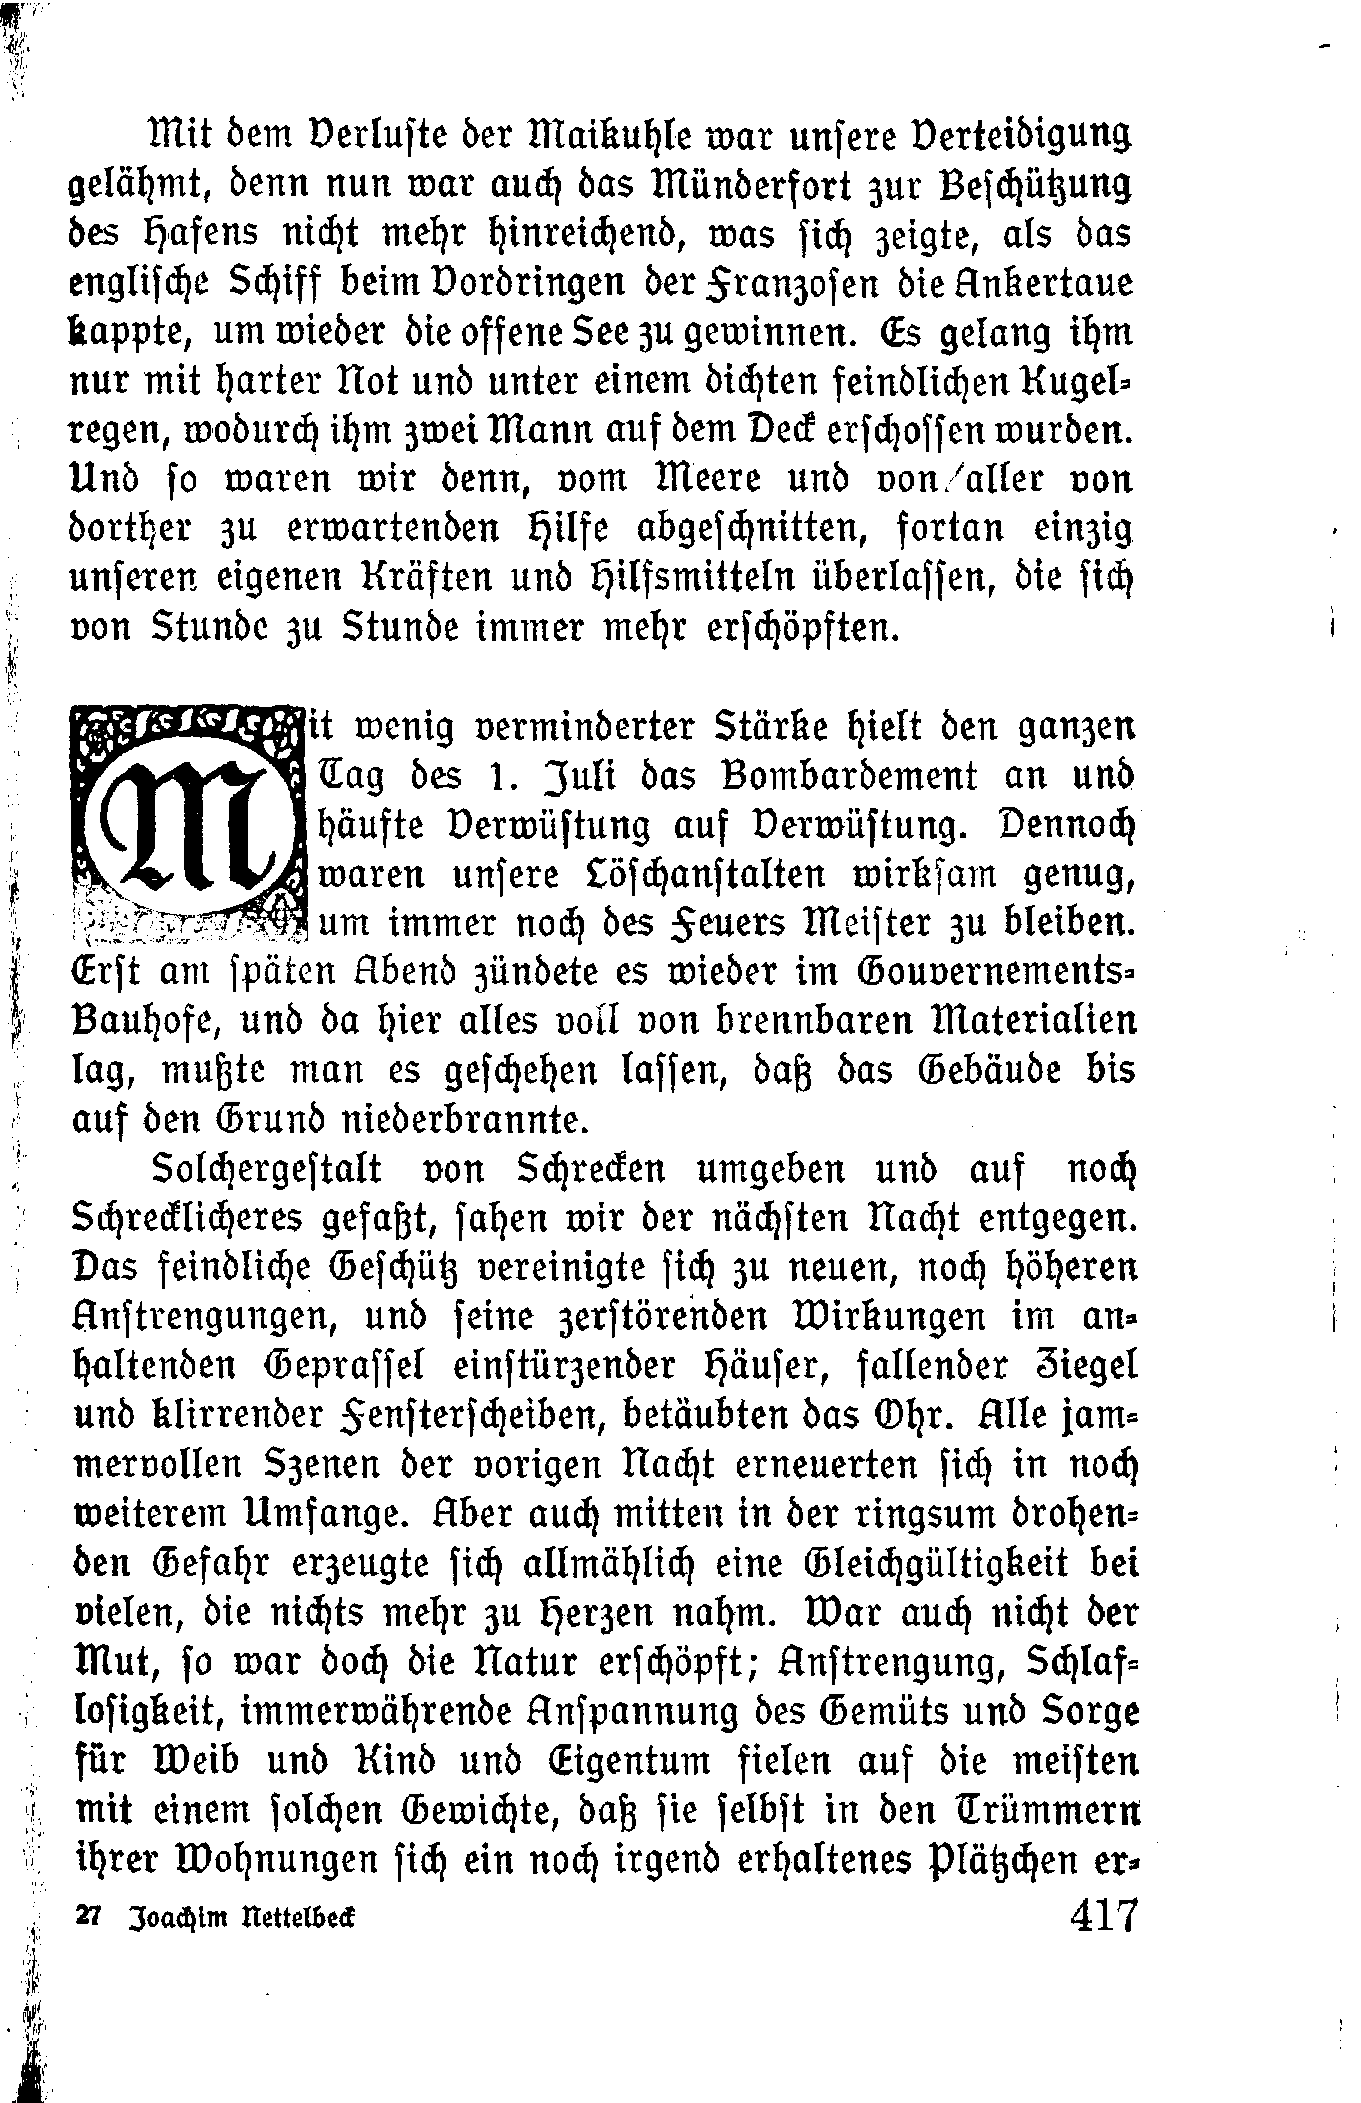 Mit dem Verluste der Maikuhle war unsere Verteidigung
gelähmt, denn nun war auch das Münderfort zur Beschützung
des Hafens nicht mehr hinreichend, was sich zeigte, als das
englische Schiff beim Vordringen der Franzosen die Ankertaue
kappte, um wieder die offene See zu gewinnen. Es gelang ihm
nur mit harter Not und unter einem dichten feindlichen Kugel-
regen, wodurch ihm zwei Mann auf dem Deck erschossen wurden.
Und so waren wir denn, vom Meere und von aller von
dorther zu erwartenden Hilfe abgeschnitten, fortan einzig
unseren eigenen Kräften und Hilfsmitteln überlassen, die sich
von Stunde zu Stunde immer mehr erschöpften.
Mit wenig verminderter Stärke hielt den ganzen
Tag des 1. Juli das Bombardement an und
häufte Verwüstung auf Verwüstung. Dennoch
waren unsere Löschanstalten wirksam genug,
um immer noch des Feuers Meister zu bleiben.
Erst am späten Abend zündete es wieder im Gouvernements-
Bauhofe, und da hier alles voll von brennbaren Materialien
lag, mußte man es geschehen lassen, daß das Gebäude bis
auf den Grund niederbrannte.
Solchergestalt von Schrecken umgeben und auf noch
Schrecklicheres gefaßt, sahen wir der nächsten Nacht entgegen.
Das feindliche Geschütz vereinigte sich zu neuen, noch höheren
Anstrengungen, und seine zerstörenden Wirkungen im an-
haltenden Geprassel einstürzender Häuser, fallender Ziegel
und klirrender Fensterscheiben, betäubten das Ohr. Alle jam-
mervollen Szenen der vorigen Nacht erneuerten sich in noch
weiterem Umfange. Aber auch mitten in der ringsum drohen-
den Gefahr erzeugte sich allmählich eine Gleichgültigkeit bei
vielen, die nichts mehr zu Herzen nahm. War auch nicht der
Mut, so war doch die Natur erschöpft; Anstrengung, Schlaf-
losigkeit, immerwährende Anspannung des Gemüts und Sorge
für Weib und Kind und Eigentum fielen auf die meisten
mit einem solchen Gewichte, daß sie selbst in den Trümmern
ihrer Wohnungen sich ein noch irgend erhaltenes Plätzchen er-
27 Joachim Nettelbeck 417